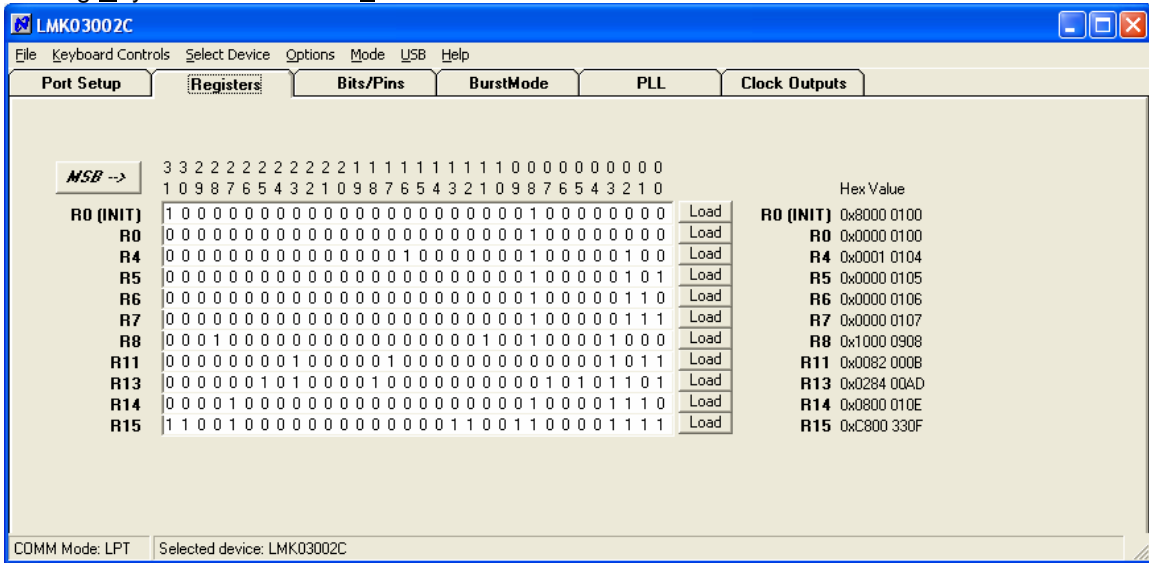 LMK03002C
File Keyboard Controls Select Device Options Mode USB Help
Port Setup Registers Bits/Pins BurstMode PLL Clock Outputs
MSB -->
3 3 2 2 2 2 2 2 2 2 2 2 1 1 1 1 1 1 1 1 1 1 0 0 0 0 0 0 0 0 0 0
1 0 9 8 7 6 5 4 3 2 1 0 9 8 7 6 5 4 3 2 1 0 9 8 7 6 5 4 3 2 1 0 Hex Value
R0 (INIT) 1 0 0 0 0 0 0 0 0 0 0 0 0 0 0 0 0 0 0 0 0 0 0 1 0 0 0 0 0 0 0 0 Load R0 (INIT) 0x8000 0100
R0 0 0 0 0 0 0 0 0 0 0 0 0 0 0 0 0 0 0 0 0 0 0 0 1 0 0 0 0 0 0 0 0 Load R0 0x0000 0100
R4 0 0 0 0 0 0 0 0 0 0 0 0 0 0 0 1 0 0 0 0 0 0 0 1 0 0 0 0 0 1 0 0 Load R4 0x0001 0104
R5 0 0 0 0 0 0 0 0 0 0 0 0 0 0 0 0 0 0 0 0 0 0 0 1 0 0 0 0 0 1 0 1 Load R5 0x0000 0105
R6 0 0 0 0 0 0 0 0 0 0 0 0 0 0 0 0 0 0 0 0 0 0 0 1 0 0 0 0 0 1 1 0 Load R6 0x0000 0106
R7 0 0 0 0 0 0 0 0 0 0 0 0 0 0 0 0 0 0 0 0 0 0 0 1 0 0 0 0 0 1 1 1 Load R7 0x0000 0107
R8 0 0 0 1 0 0 0 0 0 0 0 0 0 0 0 0 0 0 0 0 1 0 0 1 0 0 0 0 1 0 0 0 Load R8 0x1000 0908
R11 0 0 0 0 0 0 0 0 1 0 0 0 0 0 1 0 0 0 0 0 0 0 0 0 0 0 0 0 1 0 1 1 Load R11 0x0082 000B
R13 0 0 0 0 0 0 1 0 1 0 0 0 0 1 0 0 0 0 0 0 0 0 0 0 1 0 1 0 1 1 0 1 Load R13 0x0284 00AD
R14 0 0 0 0 1 0 0 0 0 0 0 0 0 0 0 0 0 0 0 0 0 0 0 1 0 0 0 0 1 1 1 0 Load R14 0x0800 010E
R15 1 1 0 0 1 0 0 0 0 0 0 0 0 0 0 0 0 0 1 1 0 0 1 1 0 0 0 0 1 1 1 1 Load R15 0xC800 330F
COMM Mode: LPT Selected device: LMK03002C